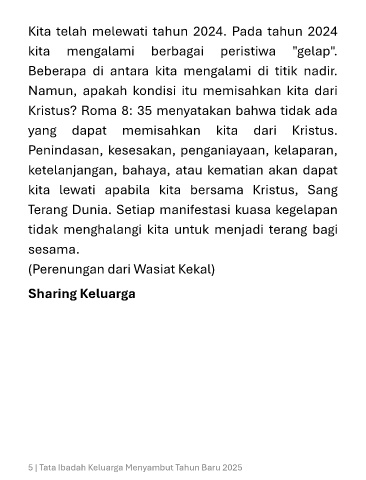 Kita telah melewati tahun 2024. Pada tahun 2024
kita mengalami berbagai peristiwa "gelap".
Beberapa di antara kita mengalami di titik nadir.
Namun, apakah kondisi itu memisahkan kita dari
Kristus? Roma 8: 35 menyatakan bahwa tidak ada
yang dapat memisahkan kita dari Kristus.
Penindasan, kesesakan, penganiayaan, kelaparan,
ketelanjangan, bahaya, atau kematian akan dapat
kita lewati apabila kita bersama Kristus, Sang
Terang Dunia. Setiap manifestasi kuasa kegelapan
tidak menghalangi kita untuk menjadi terang bagi
sesama.
(Perenungan dari Wasiat Kekal)
Sharing Keluarga
5 | Tata Ibadah Keluarga Menyambut Tahun Baru 2025